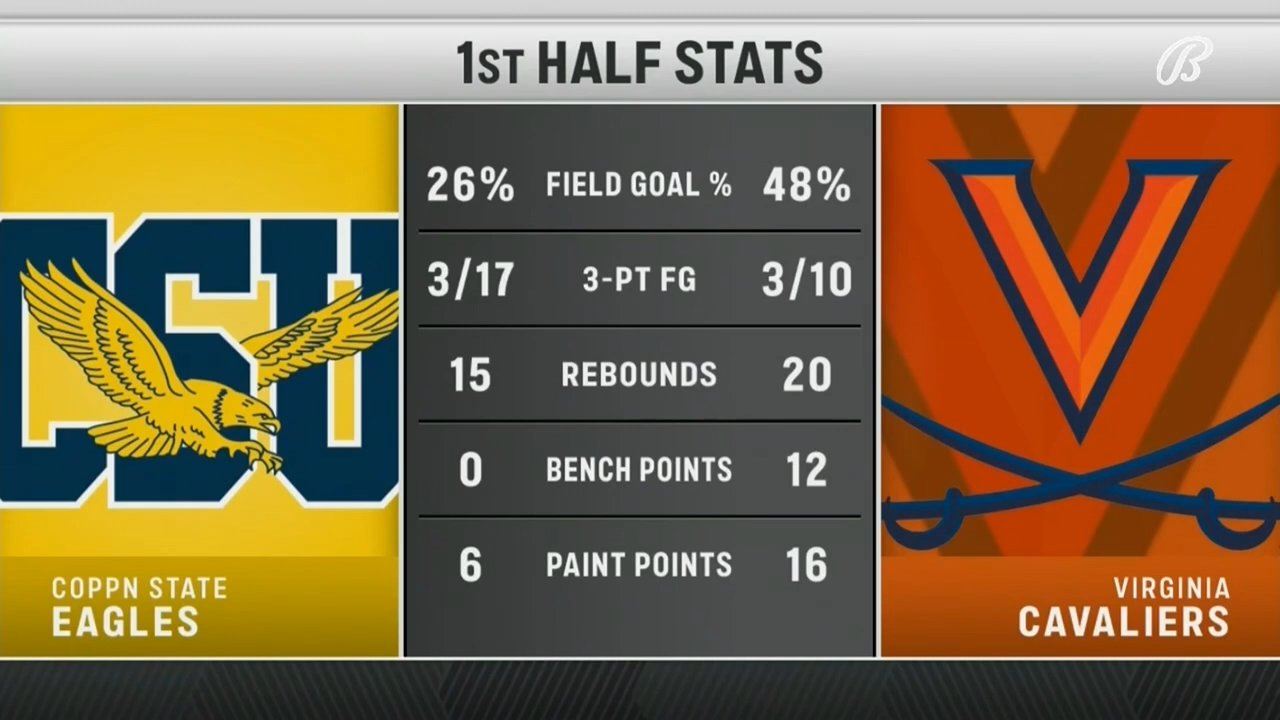 1ST HALF STATS
B
26% FIELD GOAL % 48%
3/17 3-PT FG 3/10
15 REBOUNDS 20
0 BENCH POINTS 12
6 PAINT POINTS 16
CSU
V
COPPN STATE
EAGLES
VIRGINIA
CAVALIERS